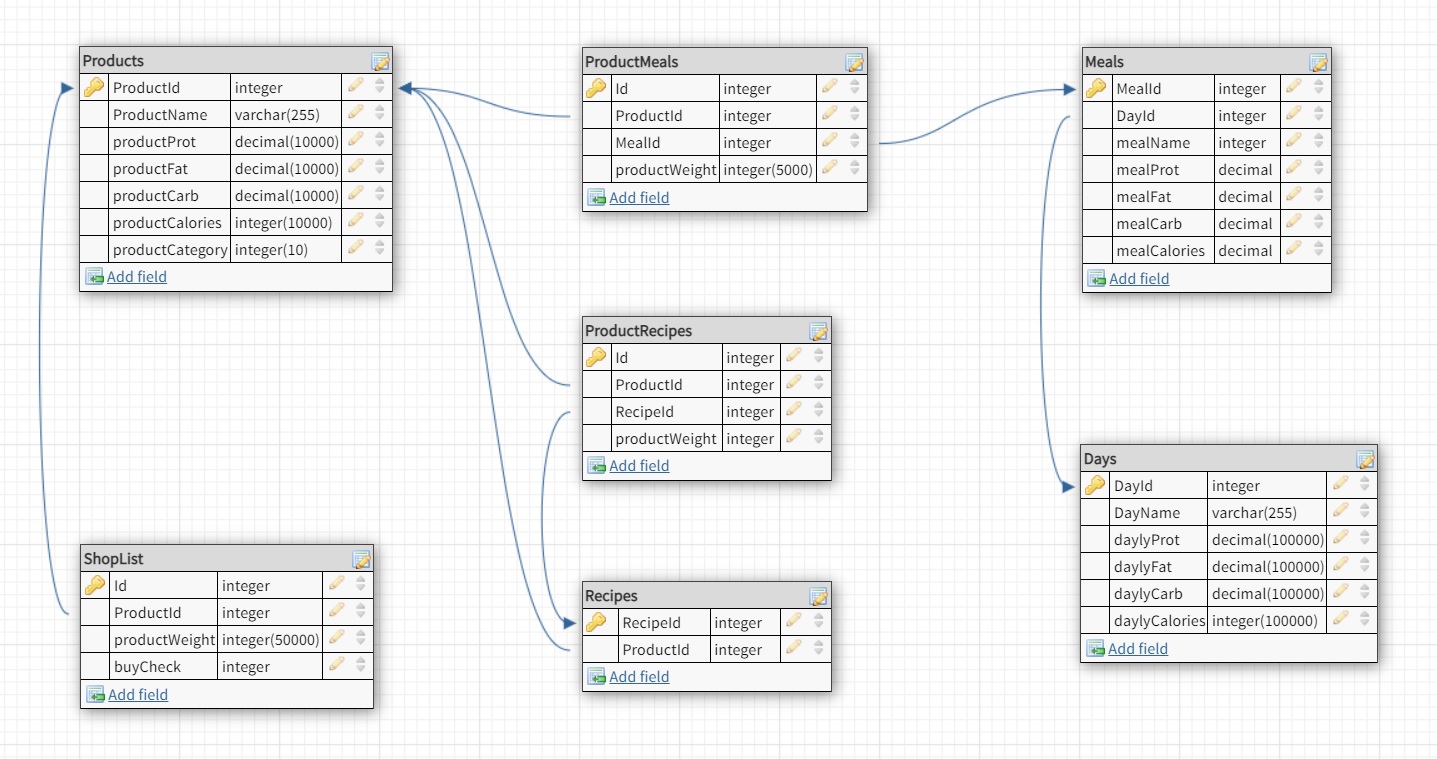 Products
ProductId integer
ProductName varchar(255)
productProt decimal(10000)
productFat decimal(10000)
productCarb decimal(10000)
productCalories integer(10000)
productCategory integer(10)
Add field
ProductMeals
Id integer
ProductId integer
MealId integer
productWeight integer(5000)
Add field
Meals
MealId integer
DayId integer
mealName integer
mealProt decimal
mealFat decimal
mealCarb decimal
mealCalories decimal
Add field
ProductRecipes
Id integer
ProductId integer
RecipeId integer
productWeight integer
Add field
Days
DayId integer
DayName varchar(255)
daylyProt decimal(100000)
daylyFat decimal(100000)
daylyCarb decimal(100000)
daylyCalories integer(100000)
Add field
ShopList
Id integer
ProductId integer
productWeight integer(50000)
buyCheck integer
Add field
Recipes
RecipeId integer
ProductId integer
Add field